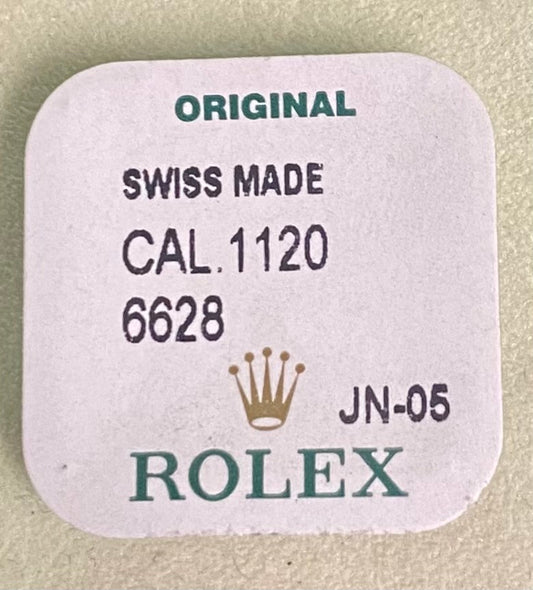 ORIGINAL
SWISS MADE
CAL.1120
6628
JN-05
ROLEX